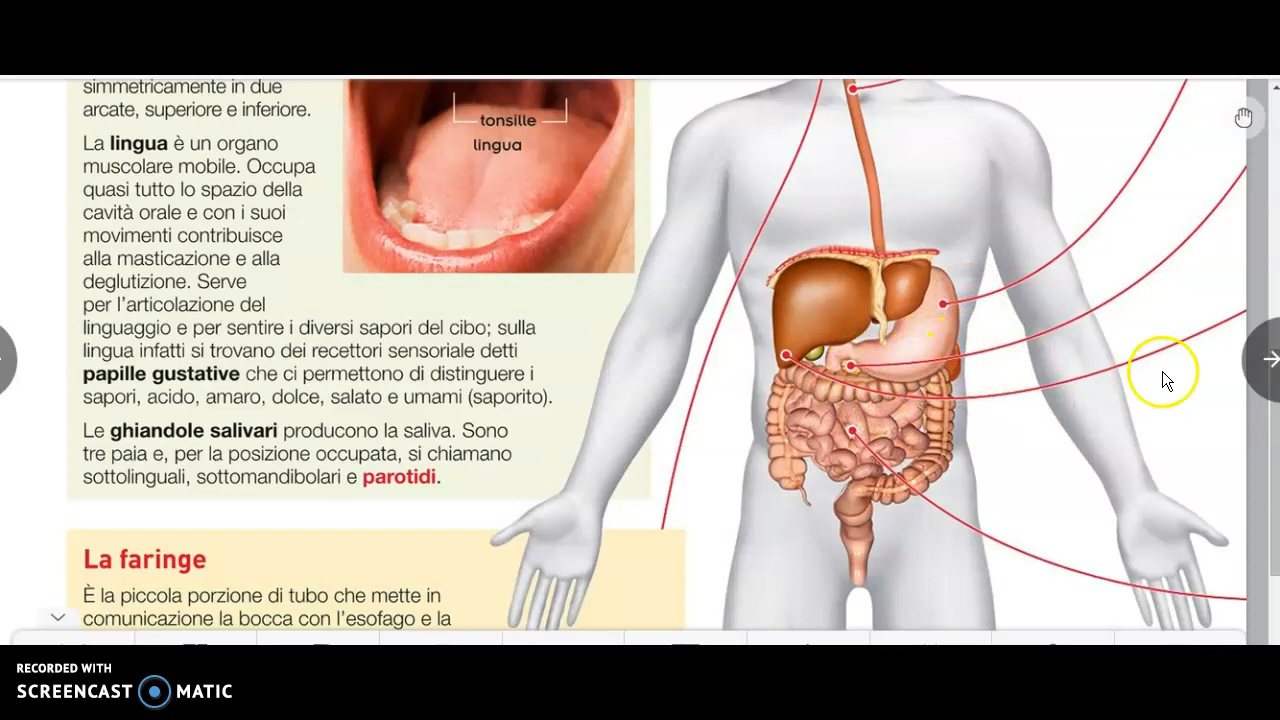 simmetricamente in due
arcate, superiore e inferiore.
La lingua è un organo
muscolare mobile. Occupa
quasi tutto lo spazio della
cavità orale e con i suoi
movimenti contribuisce
alla masticazione e alla
deglutizione. Serve
per l'articolazione del
linguaggio e per sentire i diversi sapori del cibo; sulla
lingua infatti si trovano dei recettori sensoriale detti
papille gustative che ci permettono di distinguere i
sapori, acido, amaro, dolce, salato e umami (saporito).
Le ghiandole salivari producono la saliva. Sono
tre paia e, per la posizione occupata, si chiamano
sottolinguali, sottomandibolari e parotidi.
tonsille
lingua
La faringe
È la piccola porzione di tubo che mette in
comunicazione la bocca con l'esofago e la
RECORDED WITH
SCREENCAST MATIC